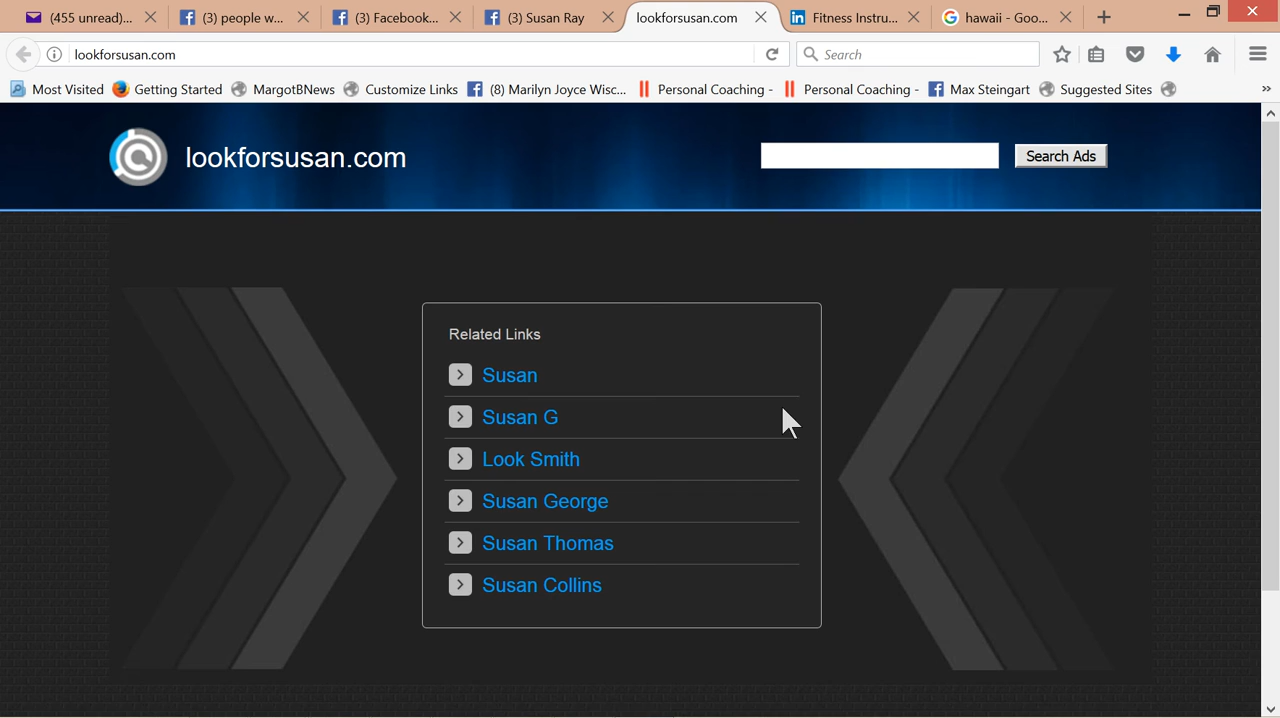 (455 unread)...
(3) people w...
(3) Facebook...
(3) Susan Ray
lookforsusan.com
Fitness Instru...
hawaii - Goo...
lookforsusan.com
Search
Most Visited
Getting Started
MargotBNews
Customize Links
(8) Marilyn Joyce Wisc...
Personal Coaching -
Personal Coaching -
Max Steingart
Suggested Sites
lookforsusan.com
Search Ads
Related Links
Susan
Susan G
Look Smith
Susan George
Susan Thomas
Susan Collins